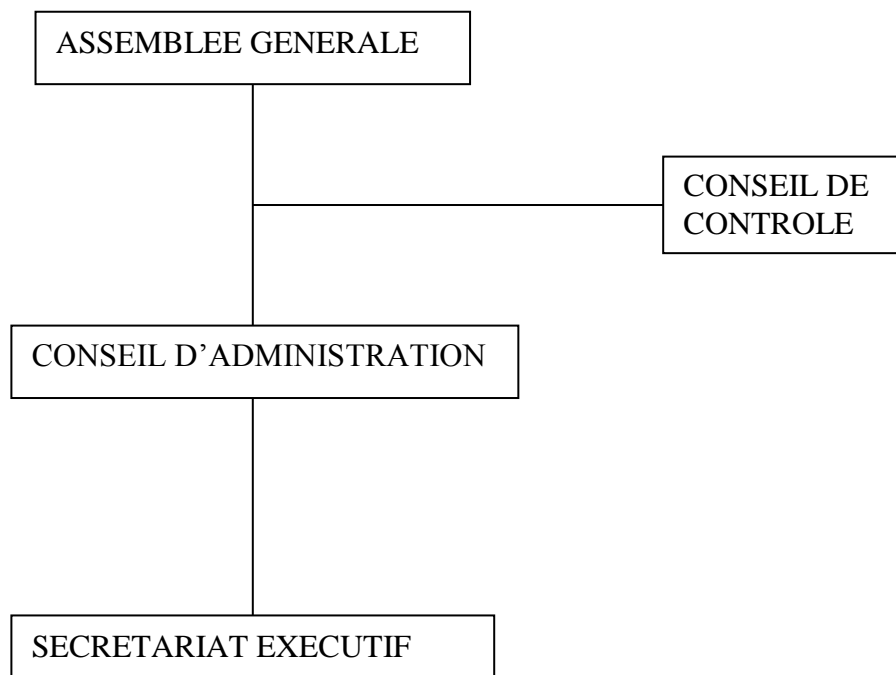 ASSEMBLEE GENERALE
CONSEIL DE
CONTROLE
CONSEIL D’ADMINISTRATION
SECRETARIAT EXECUTIF